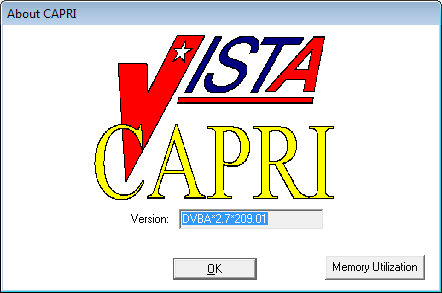 About CAPRI
VISTA
CAPRI
Version: DVBA*2.7*209.01
OK
Memory Utilization